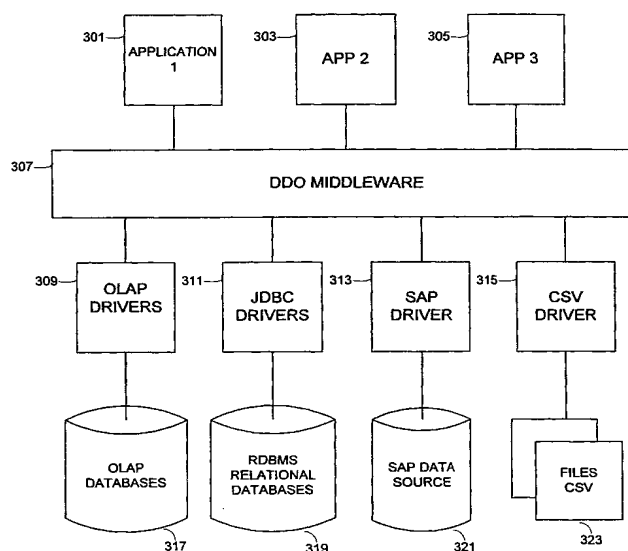 301
APPLICATION
1
303
APP 2
305
APP 3
307
DDO MIDDLEWARE
309
OLAP
DRIVERS
311
JDBC
DRIVERS
313
SAP
DRIVER
315
CSV
DRIVER
OLAP
DATABASES
317
RDBMS
RELATIONAL
DATABASES
319
SAP DATA
SOURCE
321
FILES
CSV
323